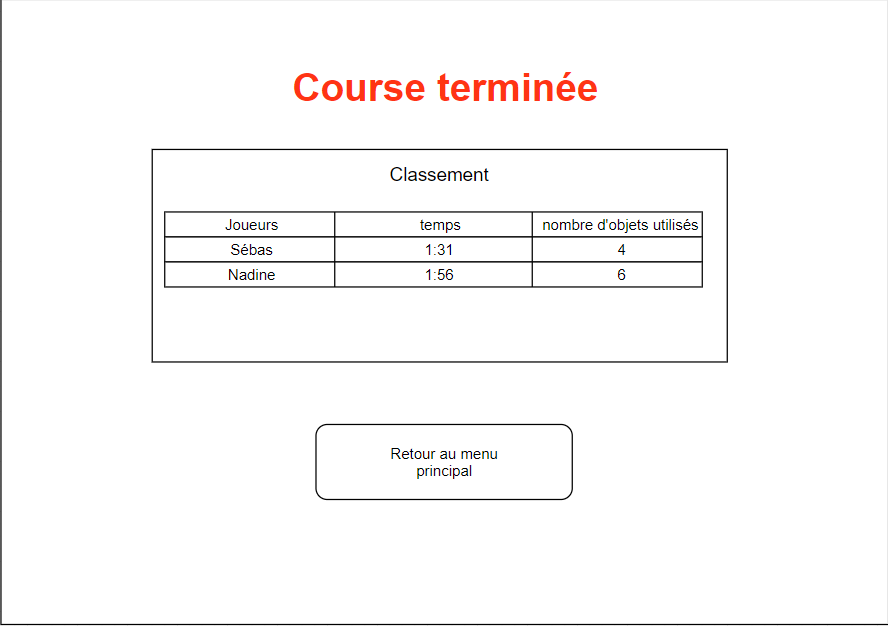 Course terminée
Classement
Joueurs temps nombre d'objets utilisés
Sébas 1:31 4
Nadine 1:56 6
Retour au menu
principal